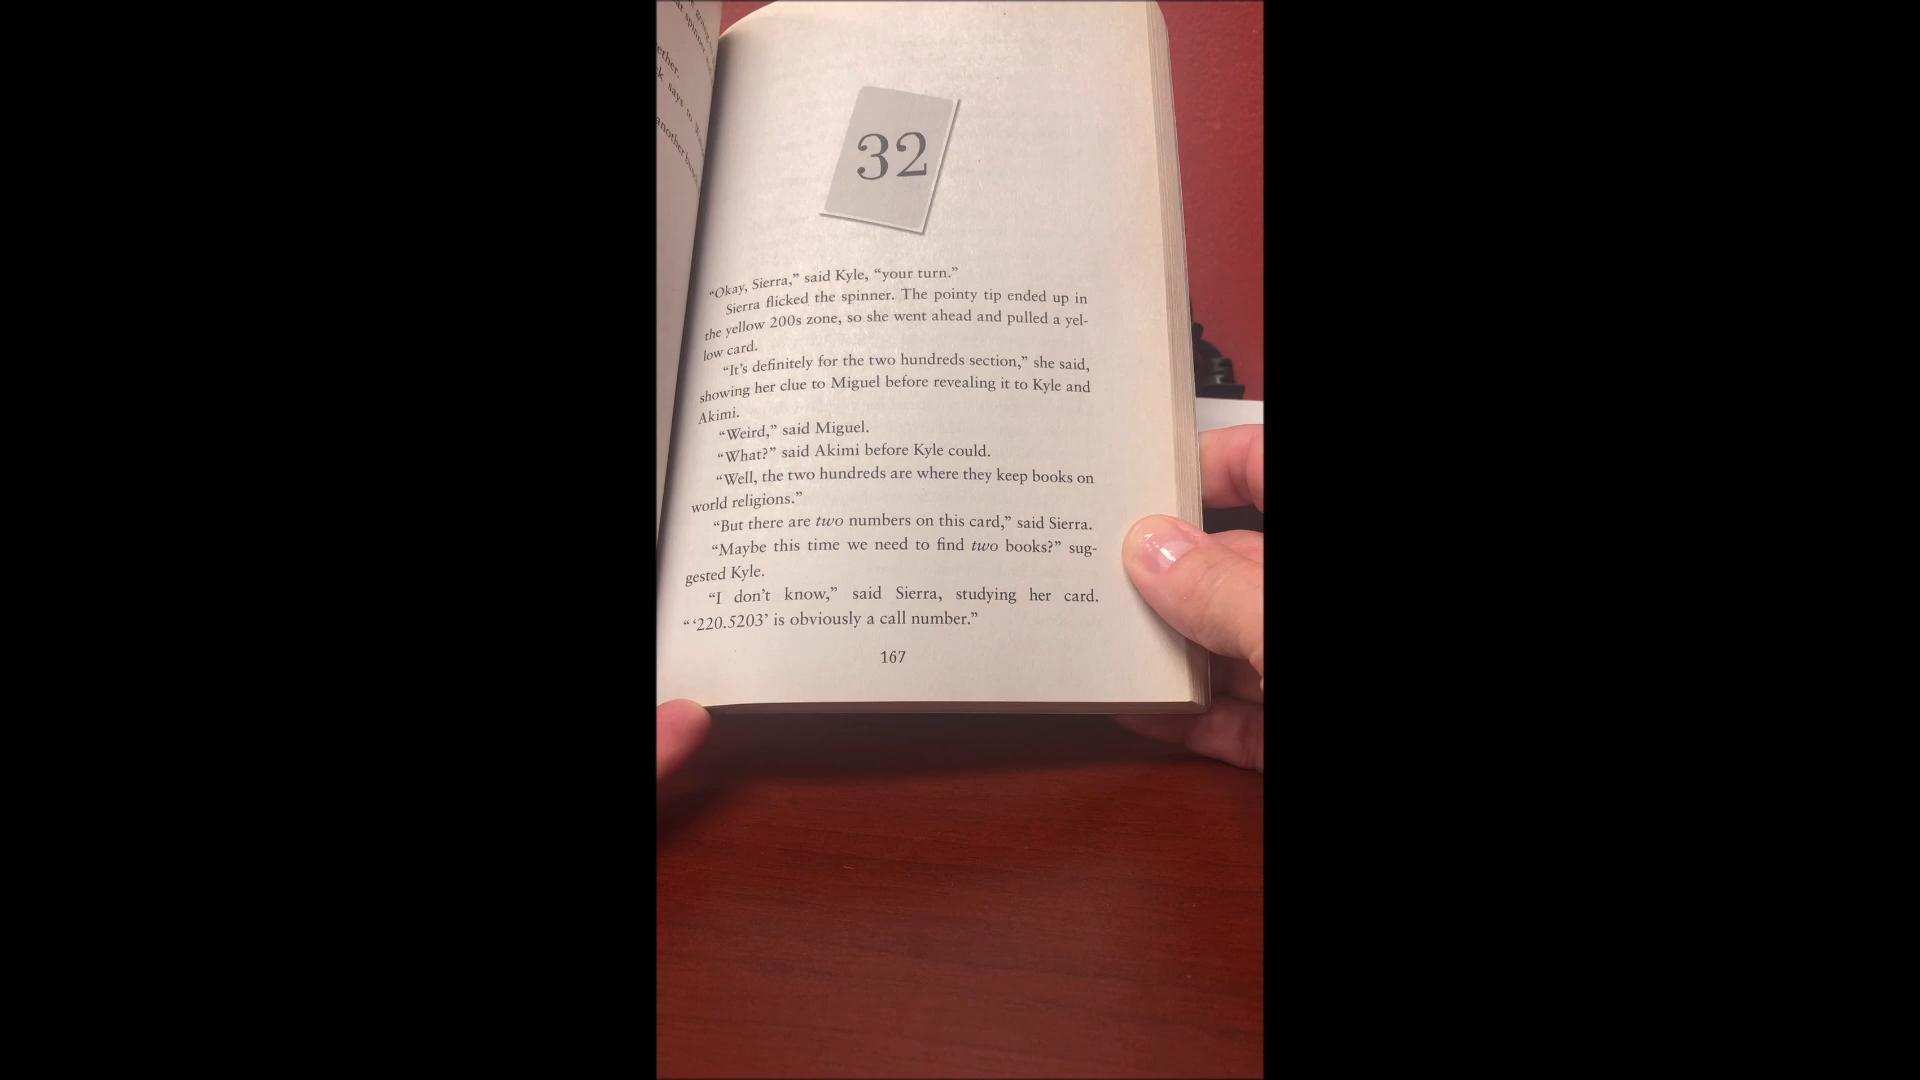 ether.
k says to
another
32
“Okay, Sierra,” said Kyle, “your turn.”
Sierra flicked the spinner. The pointy tip ended up in
the yellow 200s zone, so she went ahead and pulled a yel-
low card.
“It’s definitely for the two hundreds section,” she said,
showing her clue to Miguel before revealing it to Kyle and
Akimi.
“Weird,” said Miguel.
“What?” said Akimi before Kyle could.
“Well, the two hundreds are where they keep books on
world religions.”
“But there are two numbers on this card,” said Sierra.
“Maybe this time we need to find two books?” sug-
gested Kyle.
“I don’t know,” said Sierra, studying her card.
“ ‘220.5203’ is obviously a call number.”
167